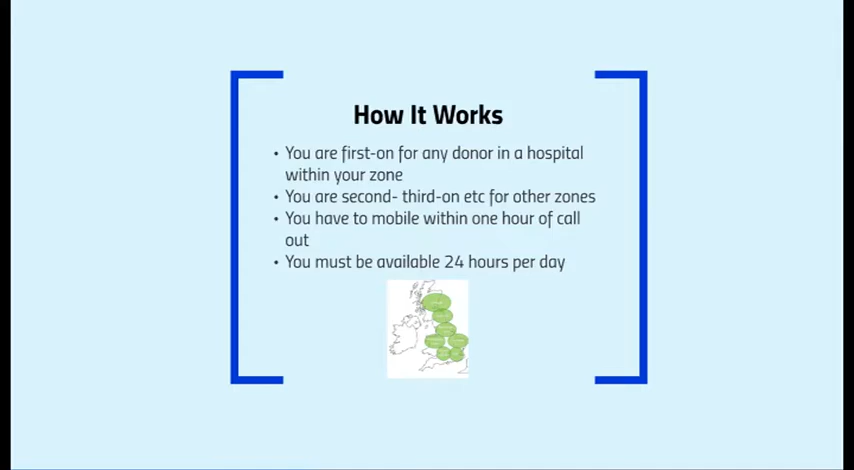 How It Works
• You are first-on for any donor in a hospital
within your zone
• You are second- third-on etc for other zones
• You have to mobile within one hour of call
out
• You must be available 24 hours per day